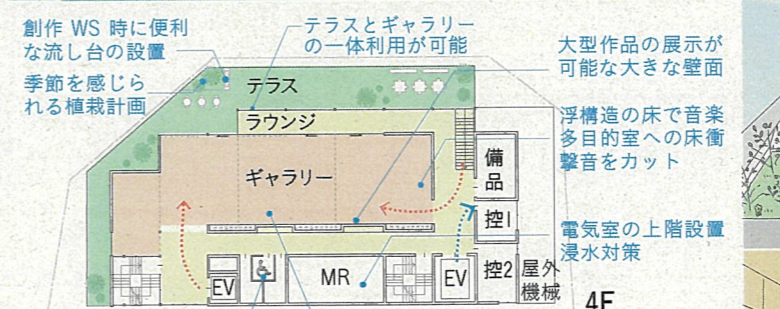 創作 WS 時に便利
な流し台の設置
季節を感じら
れる植栽計画
テラスとギャラリー
の一体利用が可能
大型作品の展示が
可能な大きな壁面
浮構造の床で音楽
多目的室への床衝
撃音をカット
電気室の上階設置
浸水対策
テラス
ラウンジ
ギャラリー
備
品
控1
控2
屋外
機械
EV
MR
EV
4F